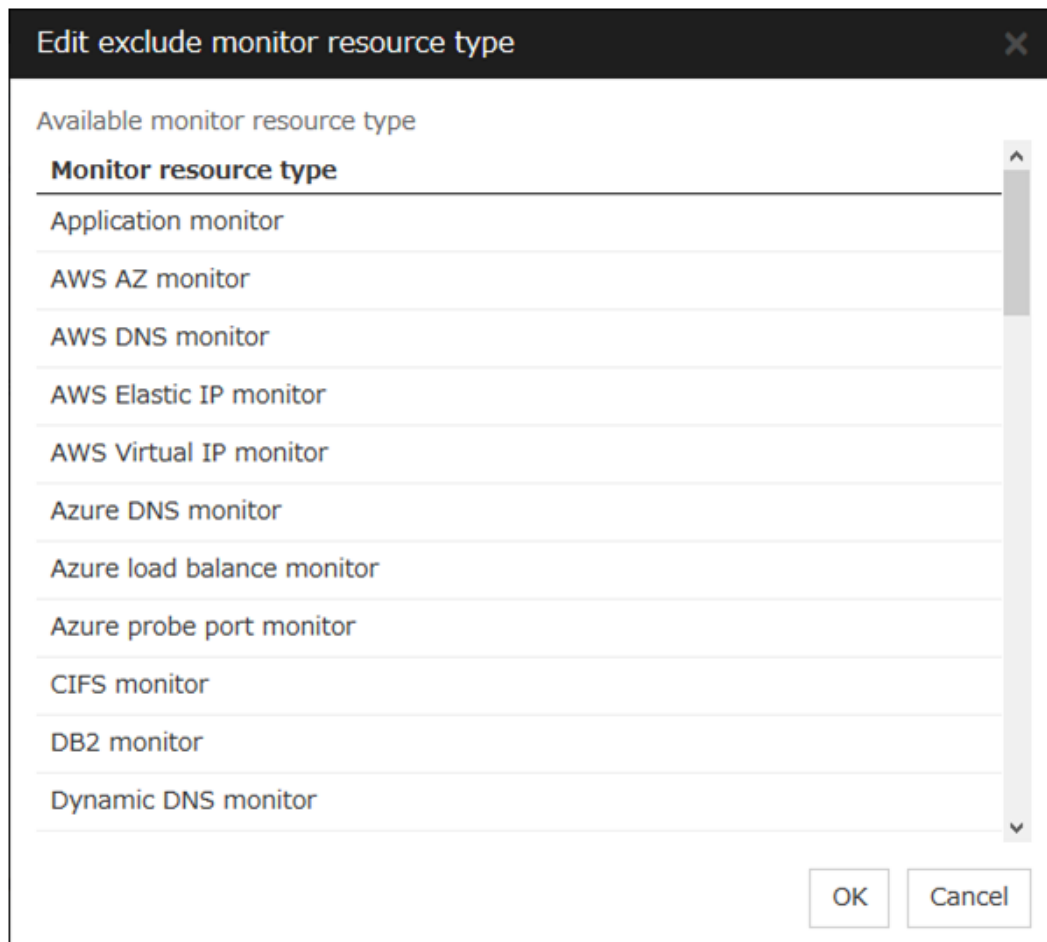 Edit exclude monitor resource type
Available monitor resource type
Monitor resource type
Application monitor
AWS AZ monitor
AWS DNS monitor
AWS Elastic IP monitor
AWS Virtual IP monitor
Azure DNS monitor
Azure load balance monitor
Azure probe port monitor
CIFS monitor
DB2 monitor
Dynamic DNS monitor
OK Cancel